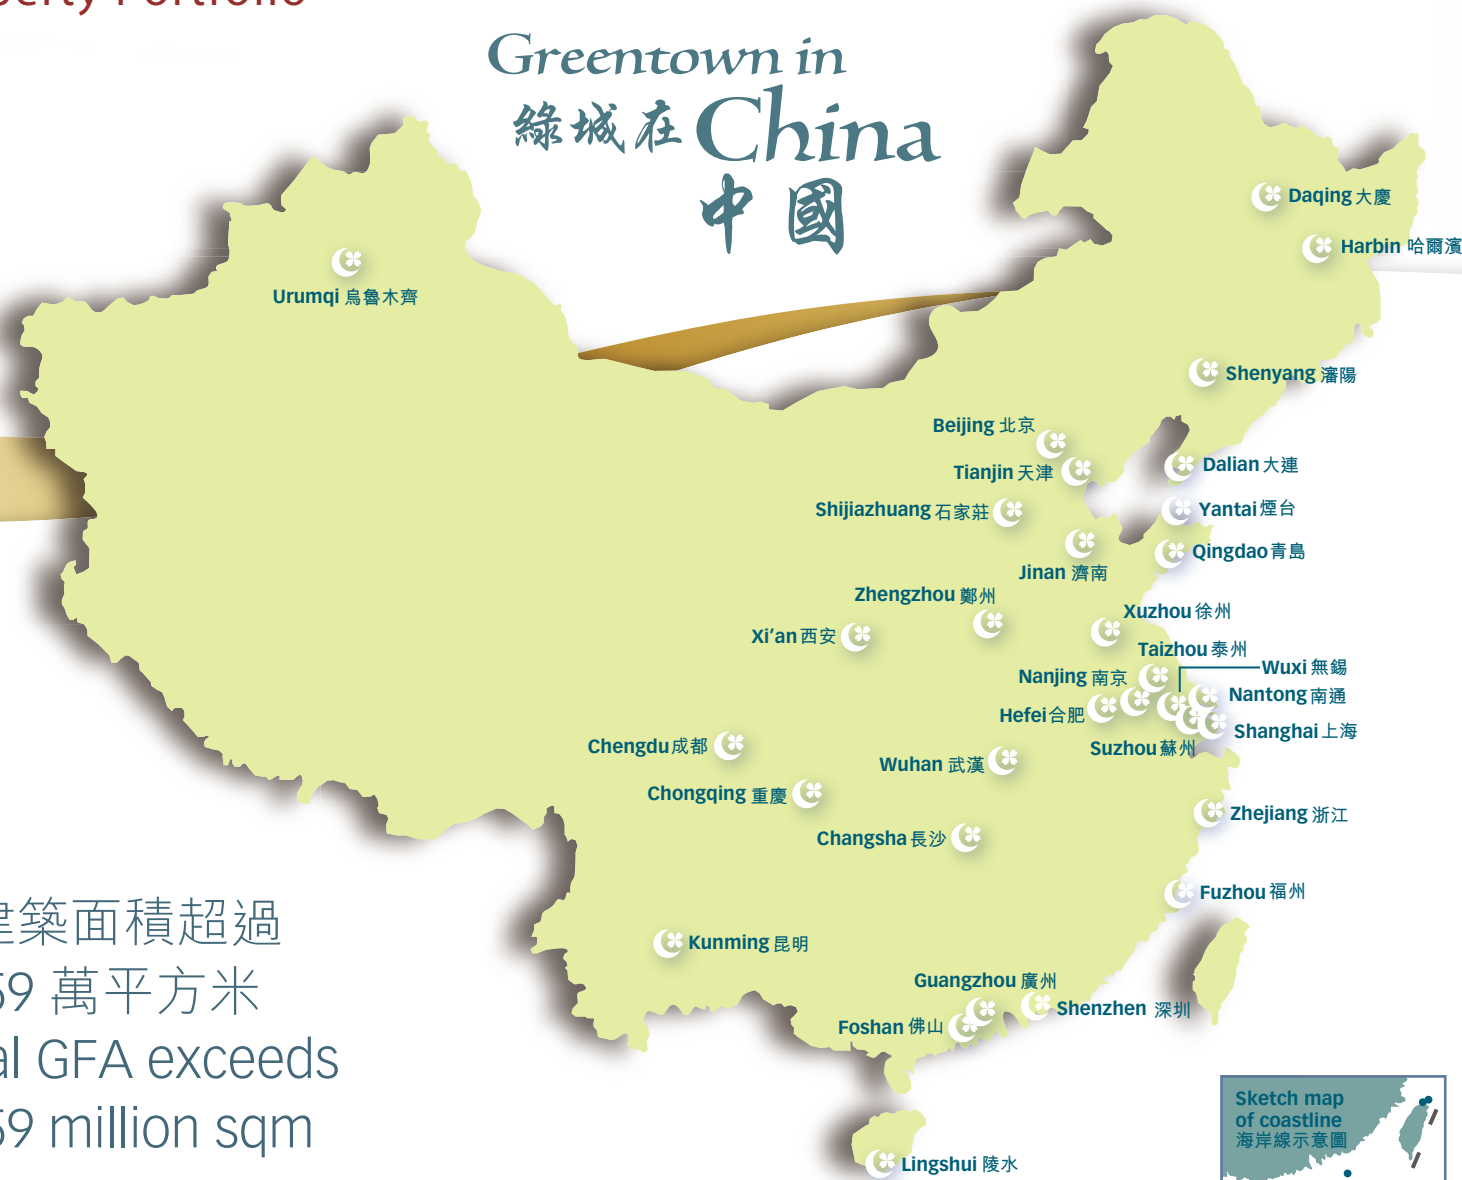 Portfolio
Greentown in
綠城在 China
中國
Daqing 大慶
Harbin 哈爾濱
Urumqi 烏魯木齊
Shenyang 瀋陽
Beijing 北京
Tianjin 天津
Dalian 大連
Shijiazhuang 石家莊
Yantai 煙台
Qingdao 青島
Jinan 濟南
Zhengzhou 鄭州
Xuzhou 徐州
Xi'an 西安
Taizhou 泰州
Wuxi 無錫
Nanjing 南京
Nantong 南通
Hefei 合肥
Shanghai 上海
Suzhou 蘇州
Chengdu 成都
Wuhan 武漢
Chongqing 重慶
Zhejiang 浙江
Changsha 長沙
Fuzhou 福州
Kunming 昆明
Guangzhou 廣州
Shenzhen 深圳
Foshan 佛山
Lingshui 陵水
築面積超過
59 萬平方米
GFA exceeds
59 million sqm
Sketch map
of coastline
海岸線示意圖